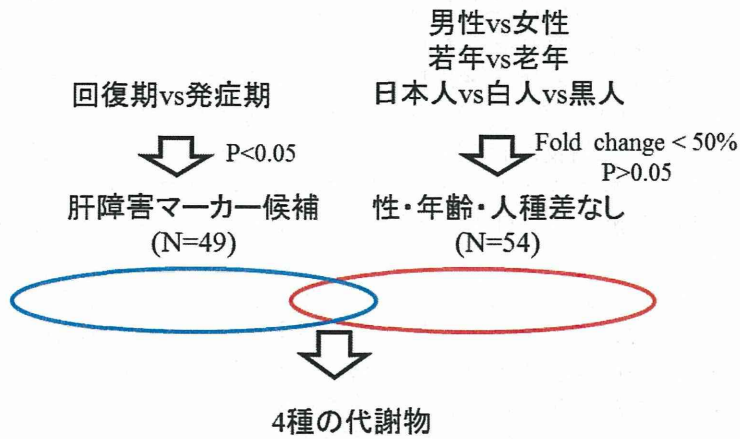 男性vs女性
若年vs老年
日本人vs白人vs黒人
回復期vs発症期
P<0.05
Fold change < 50%
P>0.05
肝障害マーカー候補
(N=49)
性・年齢・人種差なし
(N=54)
4種の代謝物